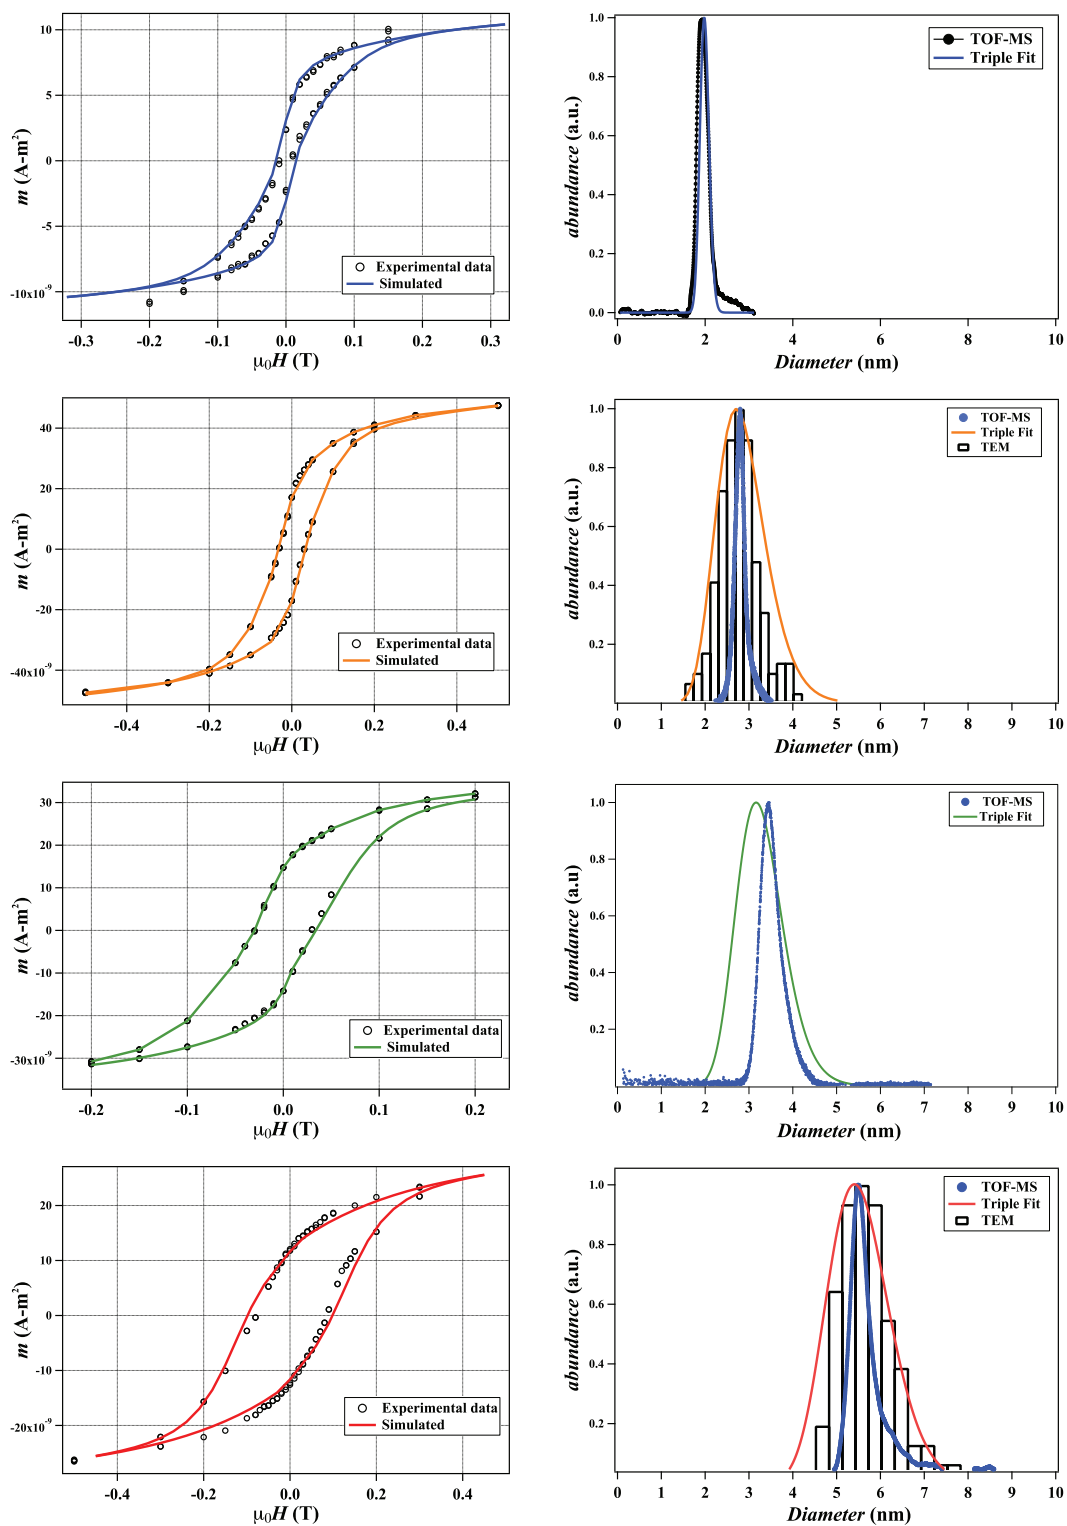 10
5
0
-5
-10x10⁻⁹
m (A-m²)
Experimental data
Simulated
-0.3 -0.2 -0.1 0.0 0.1 0.2 0.3
μ₀H (T)
1.0
0.8
0.6
0.4
0.2
0.0
abundance (a.u.)
TOF-MS
Triple Fit
0 1 2 3 4 5 6 7 8 9 10
Diameter (nm)
40
20
0
-20
-40x10⁻⁹
m (A-m²)
Experimental data
Simulated
-0.4 -0.2 0.0 0.2 0.4
μ₀H (T)
1.0
0.8
0.6
0.4
0.2
abundance (a.u.)
TOF-MS
Triple Fit
TEM
0 1 2 3 4 5 6 7 8 9 10
Diameter (nm)
30
20
10
0
-10
-20
-30x10⁻⁹
m (A-m²)
Experimental data
Simulated
-0.2 -0.1 0.0 0.1 0.2
μ₀H (T)
1.0
0.8
0.6
0.4
0.2
abundance (a.u)
TOF-MS
Triple Fit
0 1 2 3 4 5 6 7 8 9 10
Diameter (nm)
20
10
0
-10
-20x10⁻⁹
m (A-m²)
Experimental data
Simulated
-0.4 -0.2 0.0 0.2 0.4
μ₀H (T)
1.0
0.8
0.6
0.4
0.2
abundance (a.u.)
TOF-MS
Triple Fit
TEM
0 1 2 3 4 5 6 7 8 9 10
Diameter (nm)